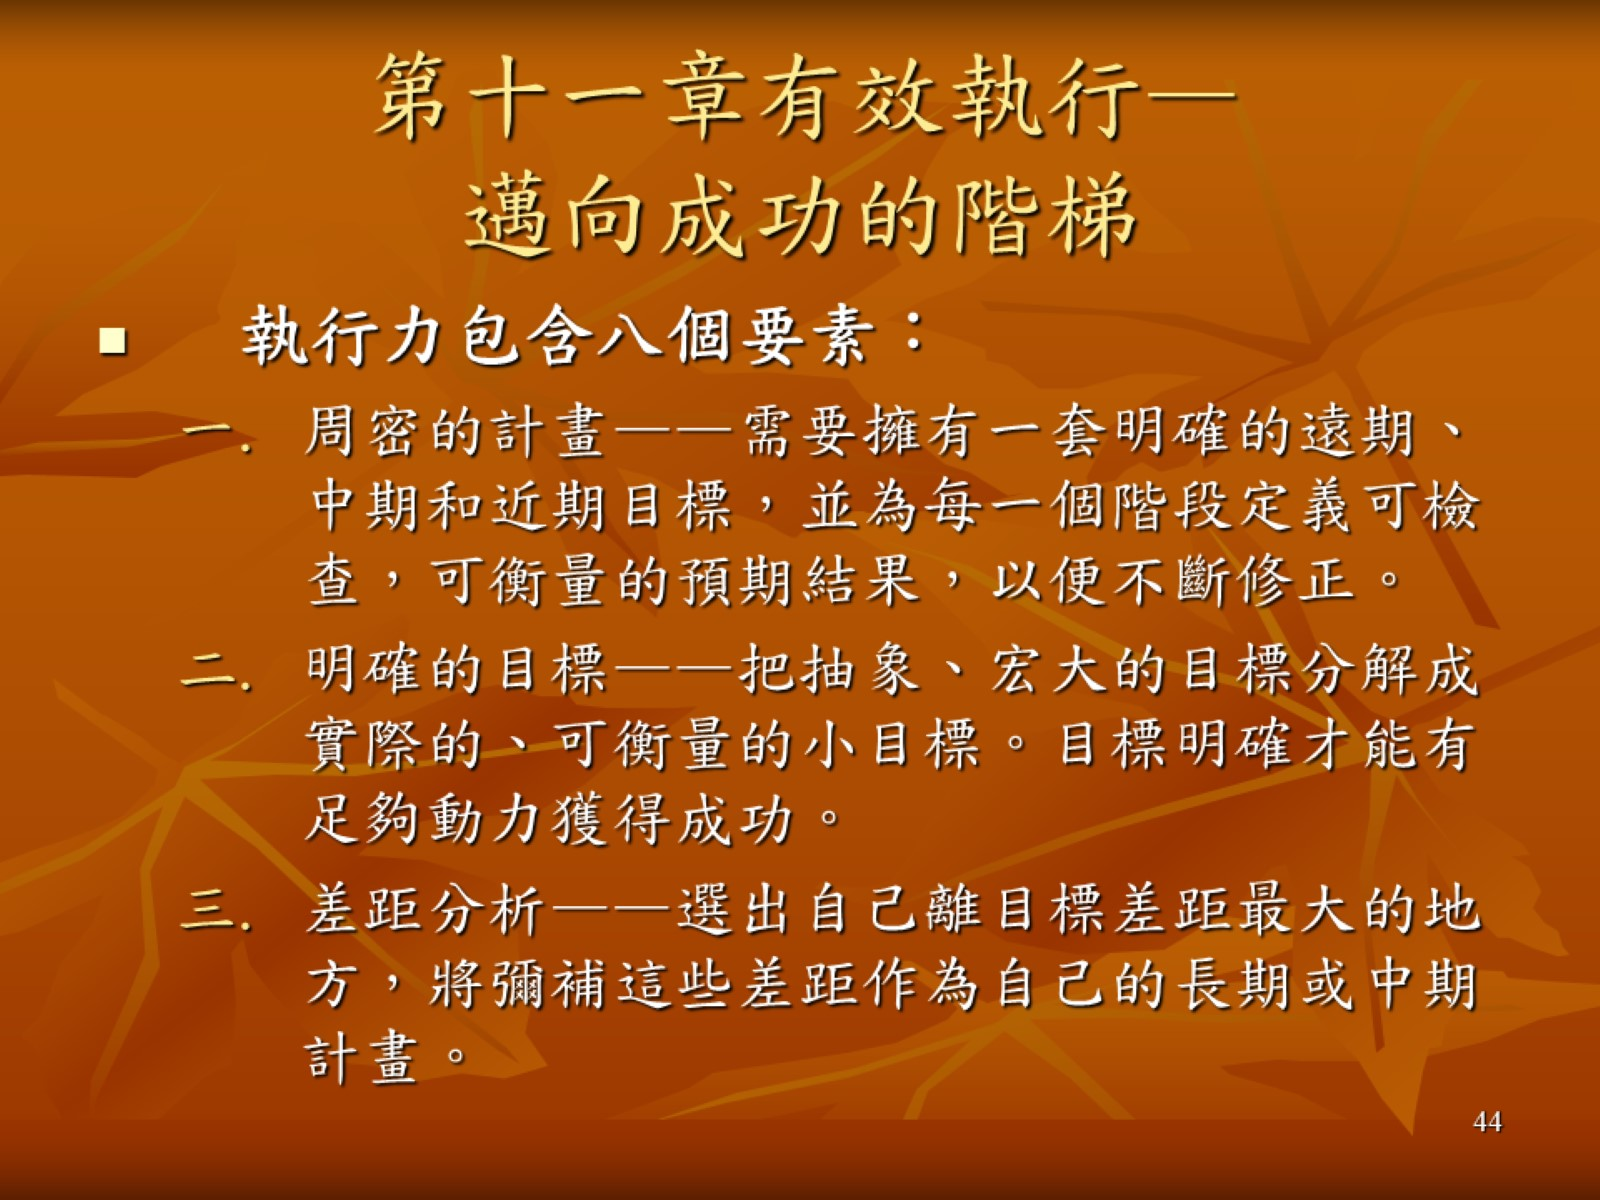 第十一章有效執行—
邁向成功的階梯
■ 執行力包含八個要素：
一. 周密的計畫——需要擁有一套明確的遠期、
中期和近期目標，並為每一個階段定義可檢
查，可衡量的預期結果，以便不斷修正。
二. 明確的目標——把抽象、宏大的目標分解成
實際的、可衡量的小目標。目標明確才能有
足夠動力獲得成功。
三. 差距分析——選出自己離目標差距最大的地
方，將彌補這些差距作為自己的長期或中期
計畫。
44